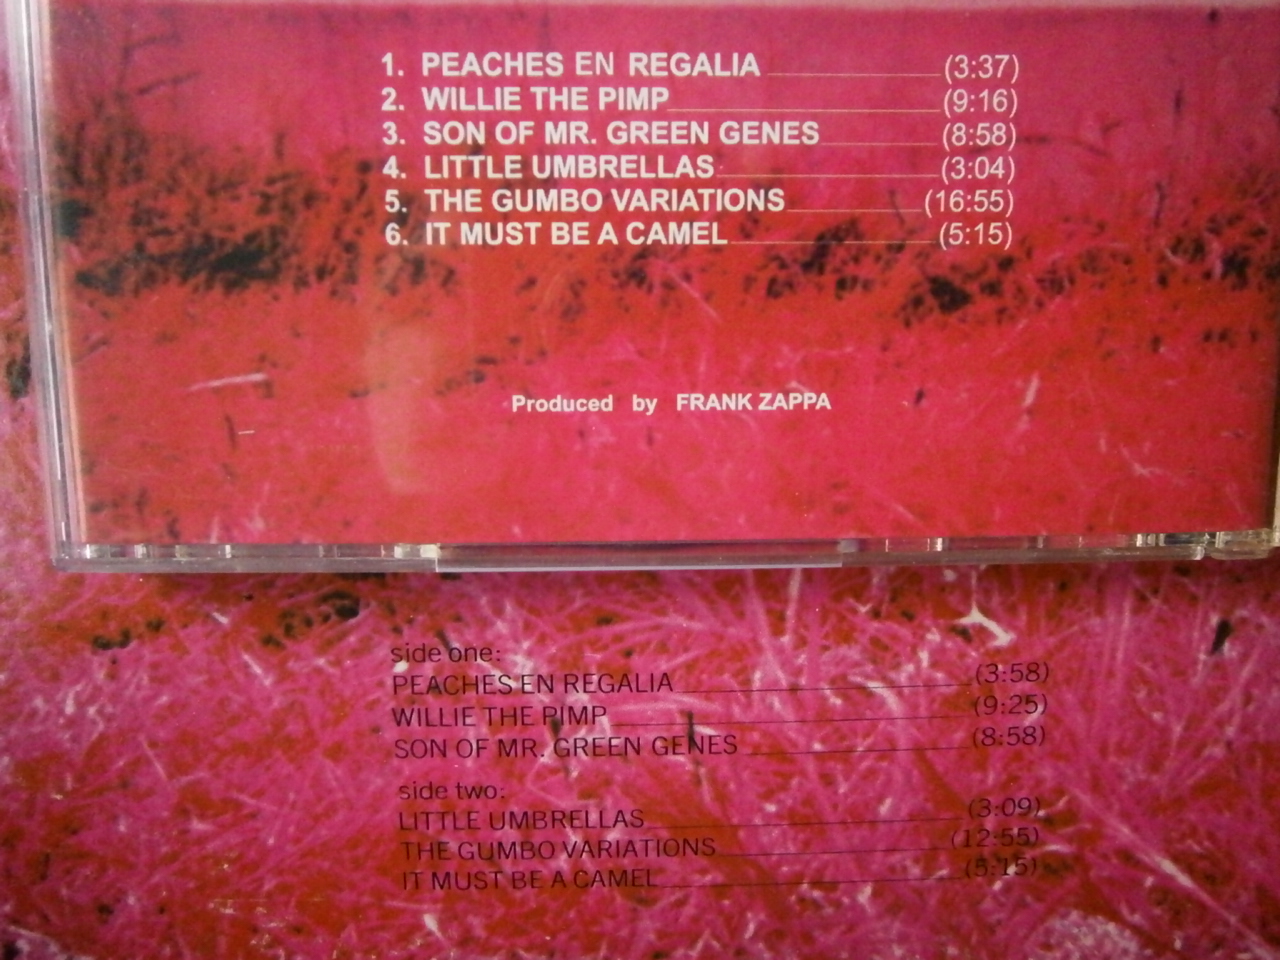 1. PEACHES EN REGALIA (3:37)
2. WILLIE THE PIMP (9:16)
3. SON OF MR. GREEN GENES (8:58)
4. LITTLE UMBRELLAS (3:04)
5. THE GUMBO VARIATIONS (16:55)
6. IT MUST BE A CAMEL (5:15)
Produced by FRANK ZAPPA
side one:
PEACHES EN REGALIA (3:58)
WILLIE THE PIMP (9:25)
SON OF MR. GREEN GENES (8:58)
side two:
LITTLE UMBRELLAS (3:09)
THE GUMBO VARIATIONS (12:55)
IT MUST BE A CAMEL (5:15)